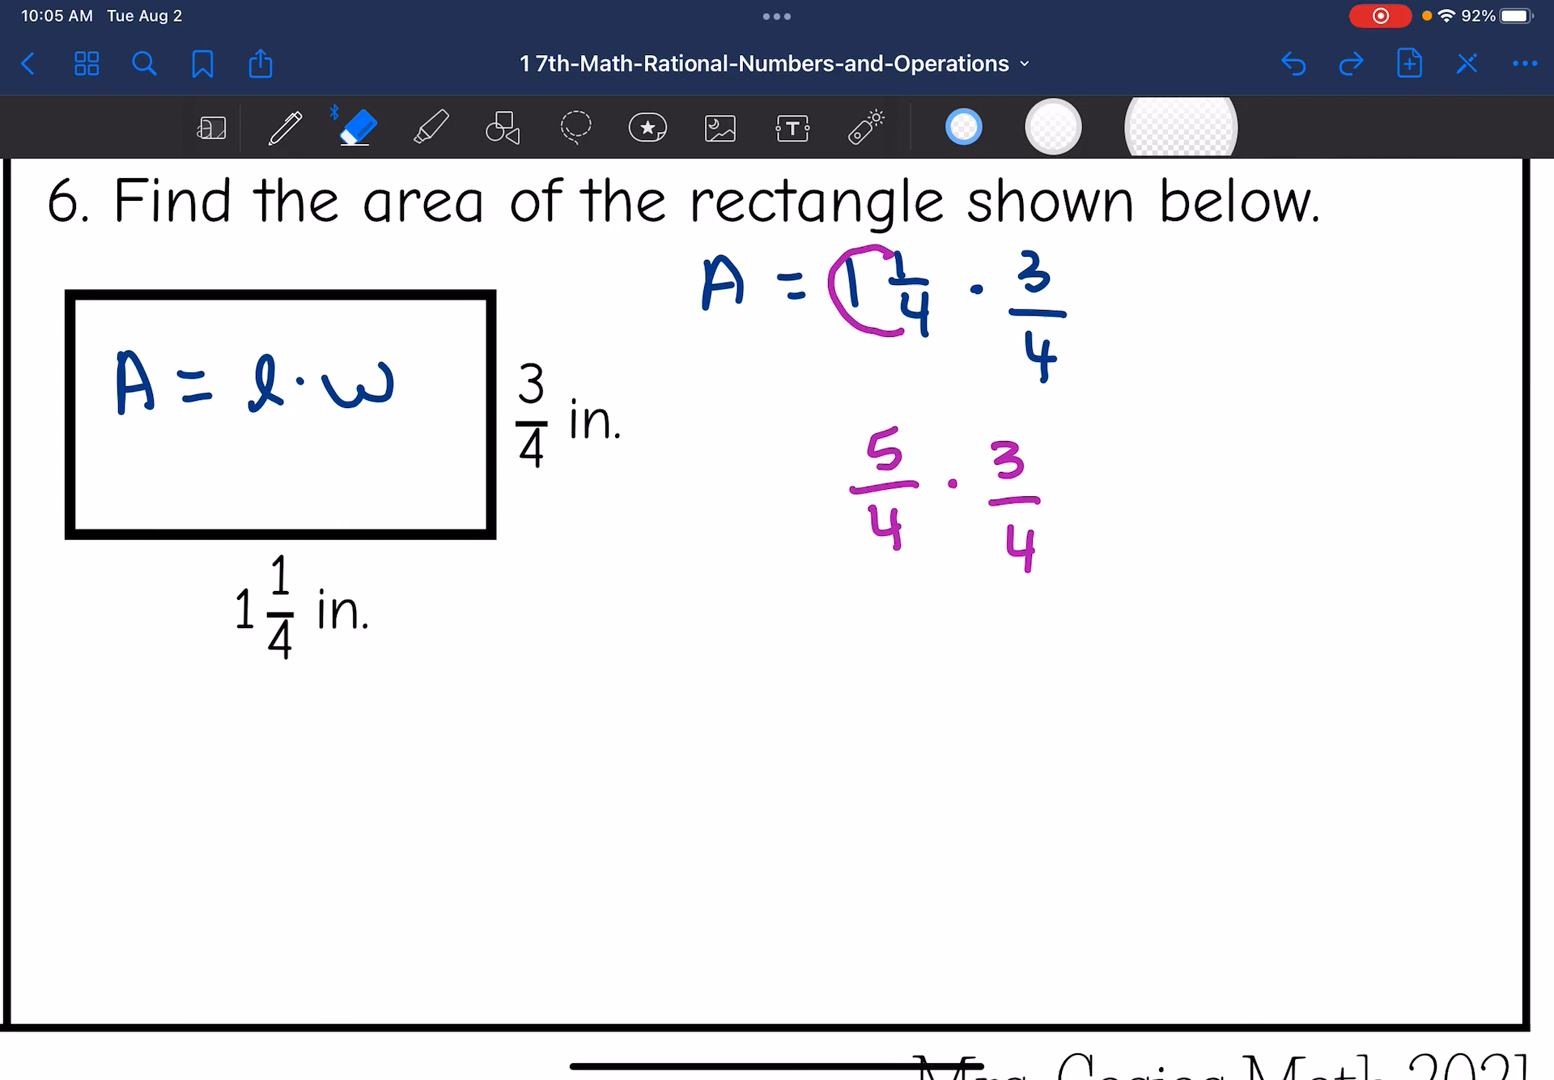 10:05 AM Tue Aug 2
92%
1 7th-Math-Rational-Numbers-and-Operations
T
6. Find the area of the rectangle shown below.
A = 1 1/4 · 3/4
A = l · w
3/4 in.
5/4 · 3/4
1 1/4 in.
Math 2021